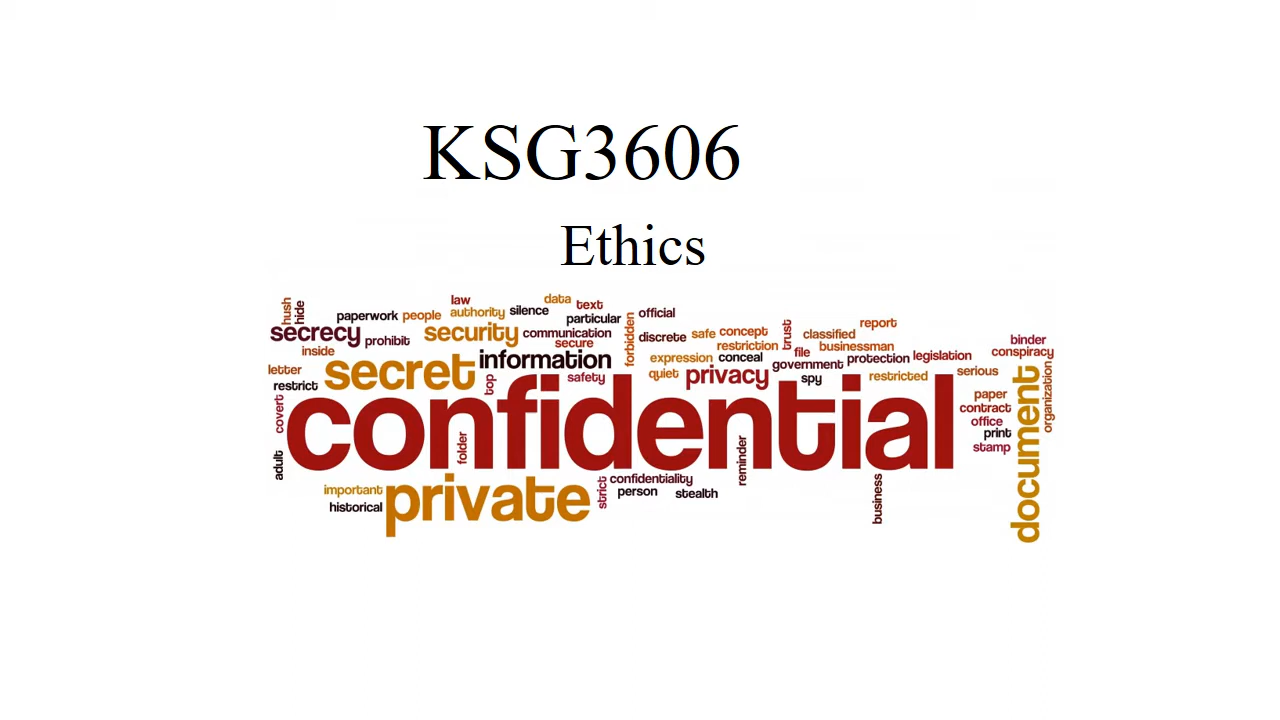 KSG3606
Ethics
hush
hide
law
data
text
paperwork
people
authority
silence
particular
official
secrecy
prohibit
security
communication
secure
forbidden
discrete
safe
concept
restriction
trust
classified
report
businessman
file
inside
letter
restrict
secret
information
top
safety
expression
conceal
quiet
privacy
government
spy
protection
legislation
restricted
serious
binder
conspiracy
covert
confidential
adult
folder
reminder
paper
contract
office
print
stamp
document
organization
important
historical
private
strict
confidentiality
person
stealth
business